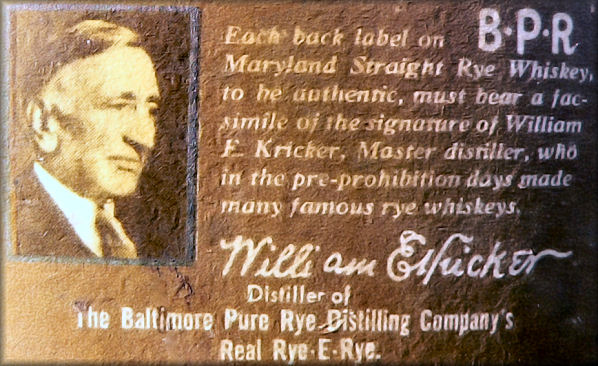 Each back label on B·P·R
Maryland Straight Rye Whiskey,
to be authentic, must bear a fac-
simile of the signature of William
E. Kricker, Master distiller, who
in the pre-prohibition days made
many famous rye whiskeys.
William E Kricker
Distiller of
The Baltimore Pure Rye Distilling Company's
Real Rye-E-Rye.